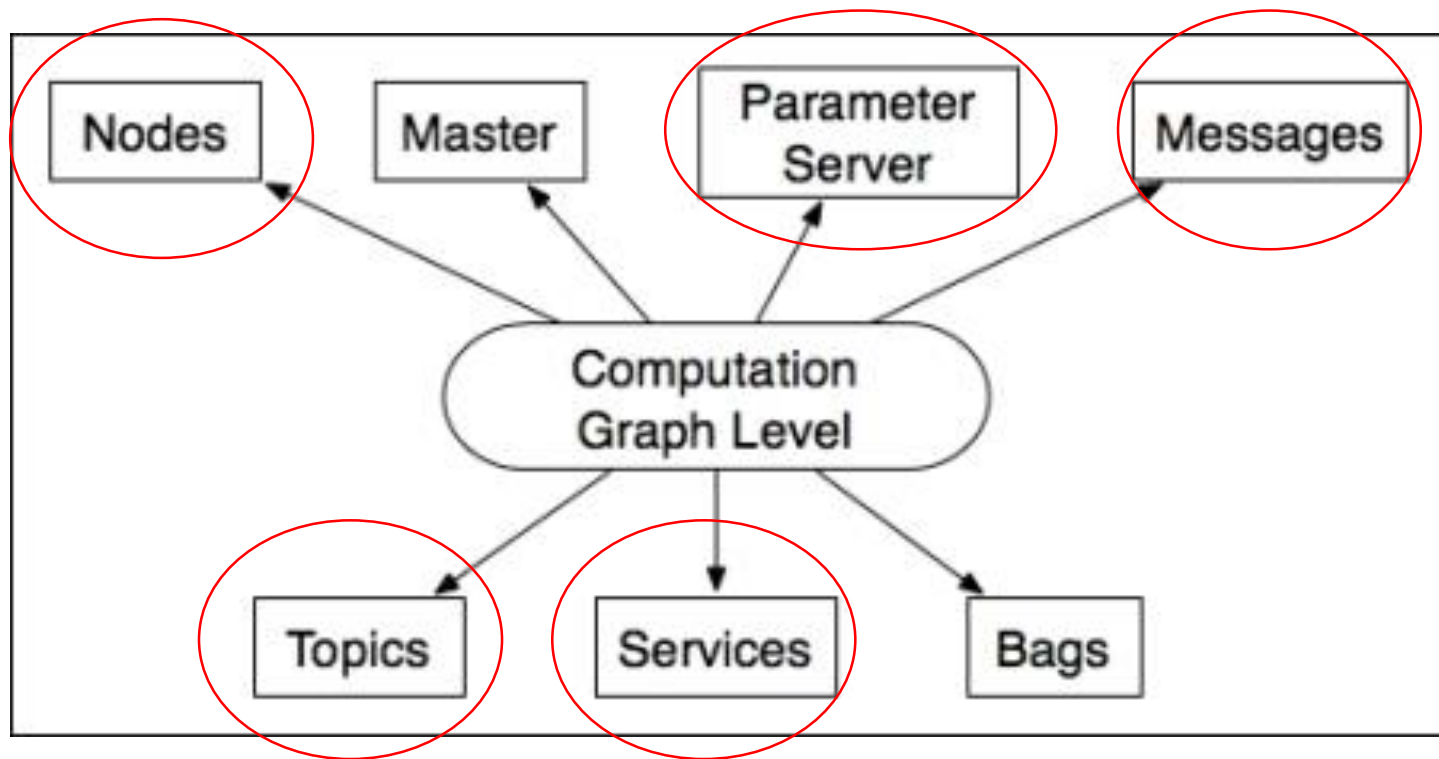 Nodes
Master
Parameter
Server
Messages
Computation
Graph Level
Topics
Services
Bags